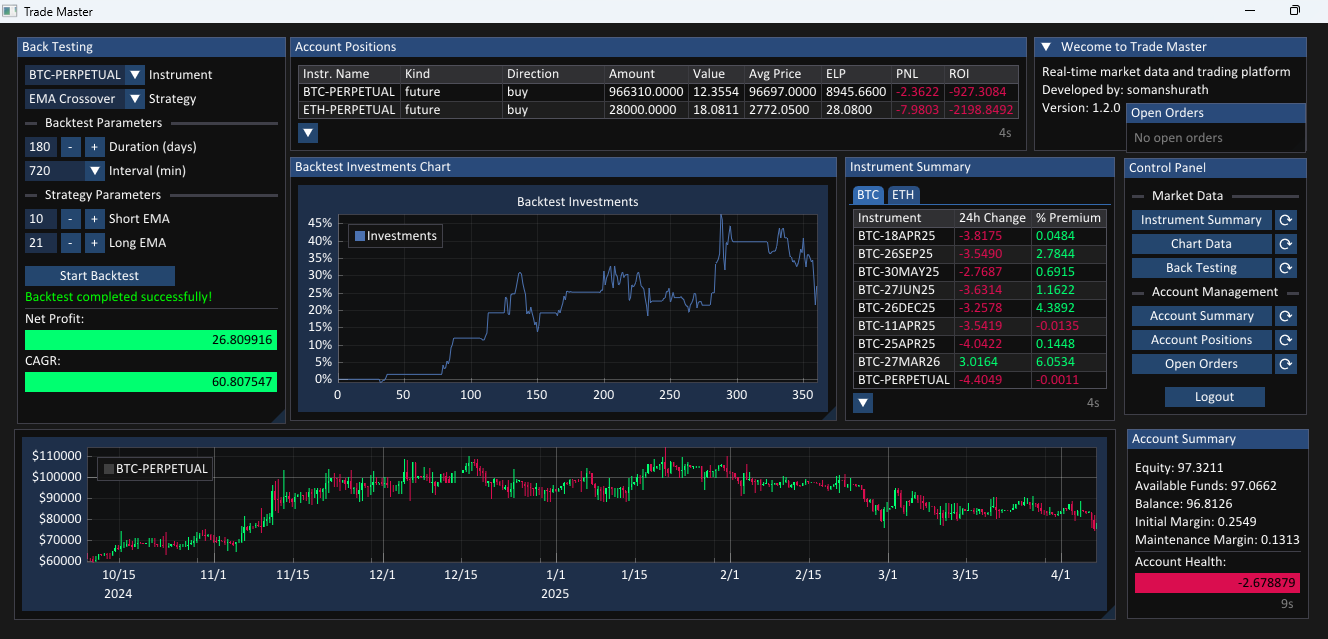 Trade Master
Back Testing
BTC-PERPETUAL ▼ Instrument
EMA Crossover ▼ Strategy
Backtest Parameters
180 - + Duration (days)
720 ▼ Interval (min)
Strategy Parameters
10 - + Short EMA
21 - + Long EMA
Start Backtest
Backtest completed successfully!
Net Profit:
26.809916
CAGR:
60.807547
Account Positions
Instr. Name Kind Direction Amount Value Avg Price ELP PNL ROI
BTC-PERPETUAL future buy 966310.0000 12.3554 96697.0000 8945.6600 -2.3622 -927.3084
ETH-PERPETUAL future buy 28000.0000 18.0811 2772.0500 28.0800 -7.9803 -2198.8492
▼ 4s
▼ Wecome to Trade Master
Real-time market data and trading platform
Developed by: somanshurath
Version: 1.2.0
Open Orders
No open orders
Backtest Investments Chart
Backtest Investments
Investments
45%
40%
35%
30%
25%
20%
15%
10%
5%
0%
0 50 100 150 200 250 300 350
Instrument Summary
BTC ETH
Instrument 24h Change % Premium
BTC-18APR25 -3.8175 0.0484
BTC-26SEP25 -3.5490 2.7844
BTC-30MAY25 -2.7687 0.6915
BTC-27JUN25 -3.6314 1.1622
BTC-26DEC25 -3.2578 4.3892
BTC-11APR25 -3.5419 -0.0135
BTC-25APR25 -4.0422 0.1448
BTC-27MAR26 3.0164 6.0534
BTC-PERPETUAL -4.4049 -0.0011
▼ 4s
Control Panel
Market Data
Instrument Summary
Chart Data
Back Testing
Account Management
Account Summary
Account Positions
Open Orders
Logout
BTC-PERPETUAL
$110000
$100000
$90000
$80000
$70000
$60000
10/15 11/1 11/15 12/1 12/15 1/1 1/15 2/1 2/15 3/1 3/15 4/1
2024 2025
Account Summary
Equity: 97.3211
Available Funds: 97.0662
Balance: 96.8126
Initial Margin: 0.2549
Maintenance Margin: 0.1313
Account Health:
-2.678879
9s